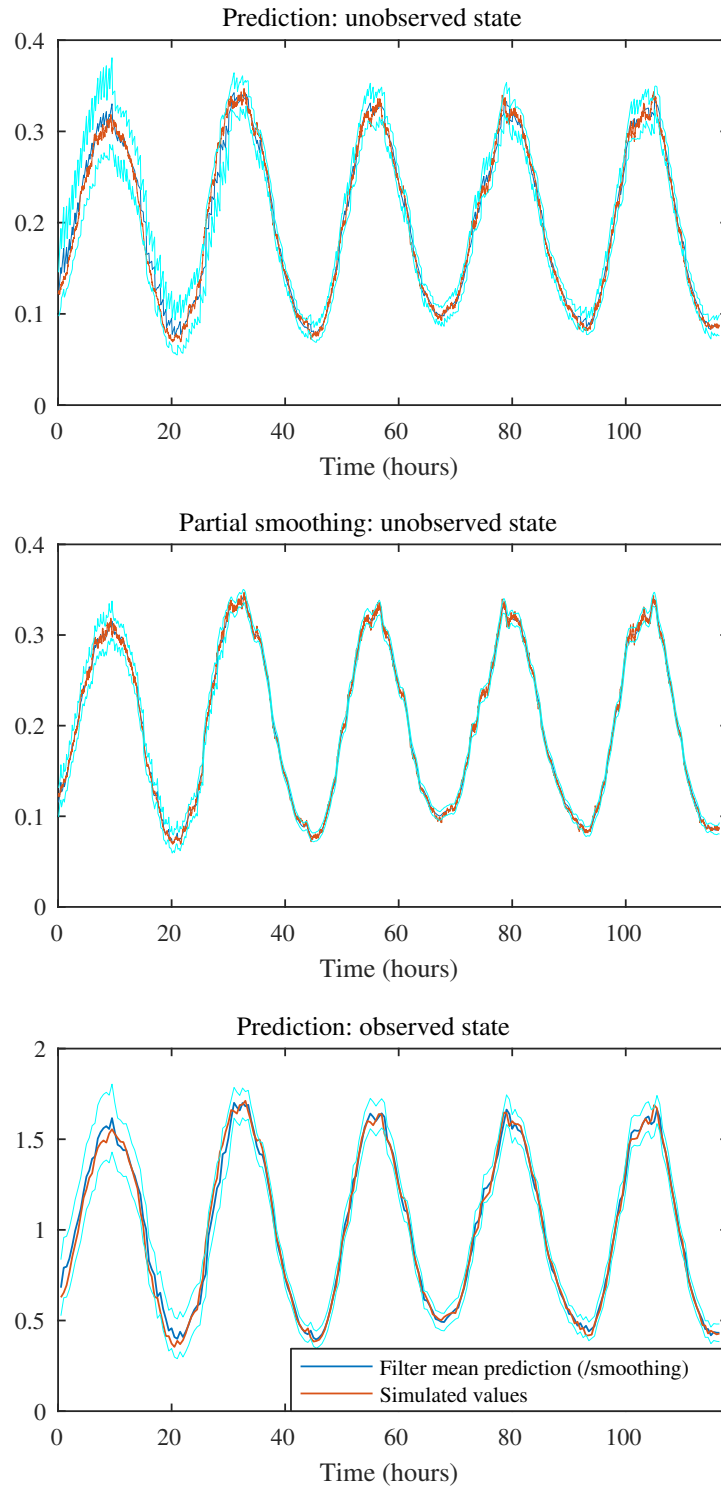 Prediction: unobserved state
0.4
0.3
0.2
0.1
0
0 20 40 60 80 100
Time (hours)
Partial smoothing: unobserved state
0.4
0.3
0.2
0.1
0
0 20 40 60 80 100
Time (hours)
Prediction: observed state
2
1.5
1
0.5
0
Filter mean prediction (/smoothing)
Simulated values
0 20 40 60 80 100
Time (hours)